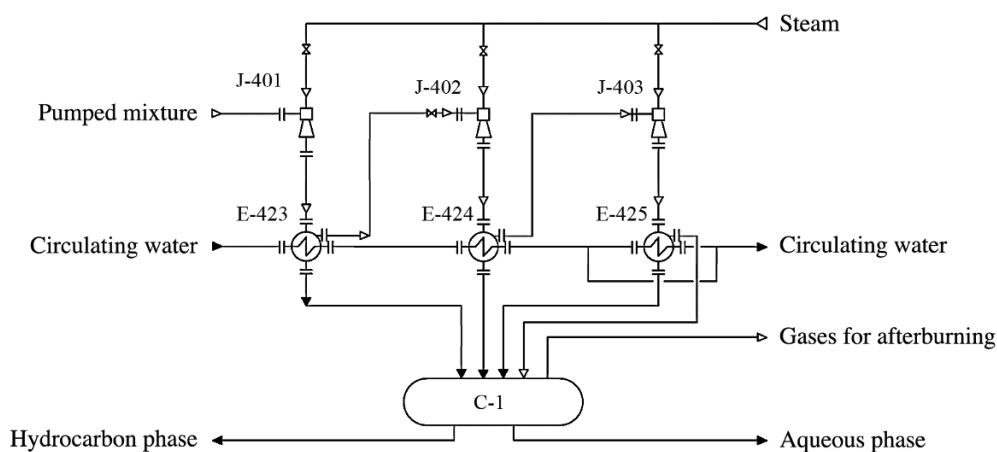 Steam
J-401
J-402
J-403
Pumped mixture
E-423
E-424
E-425
Circulating water
Circulating water
Gases for afterburning
C-1
Hydrocarbon phase
Aqueous phase